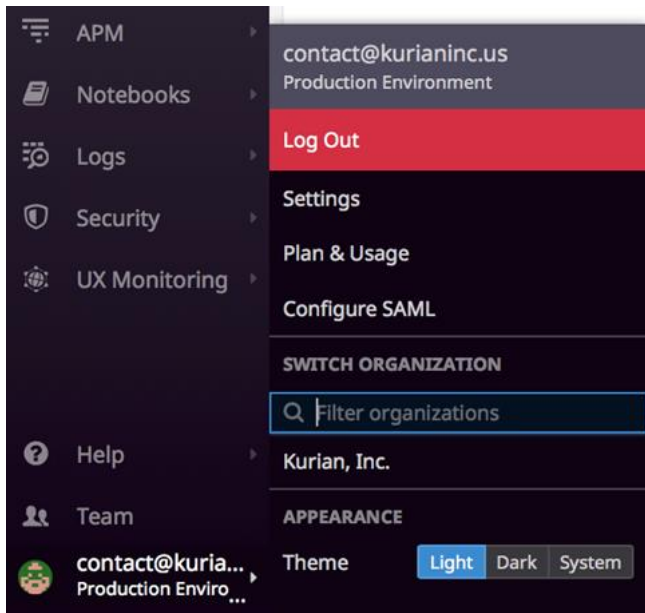 APM
Notebooks
Logs
Security
UX Monitoring
Help
Team
contact@kuria...
Production Enviro...
contact@kurianinc.us
Production Environment
Log Out
Settings
Plan & Usage
Configure SAML
SWITCH ORGANIZATION
Filter organizations
Kurian, Inc.
APPEARANCE
Theme Light Dark System